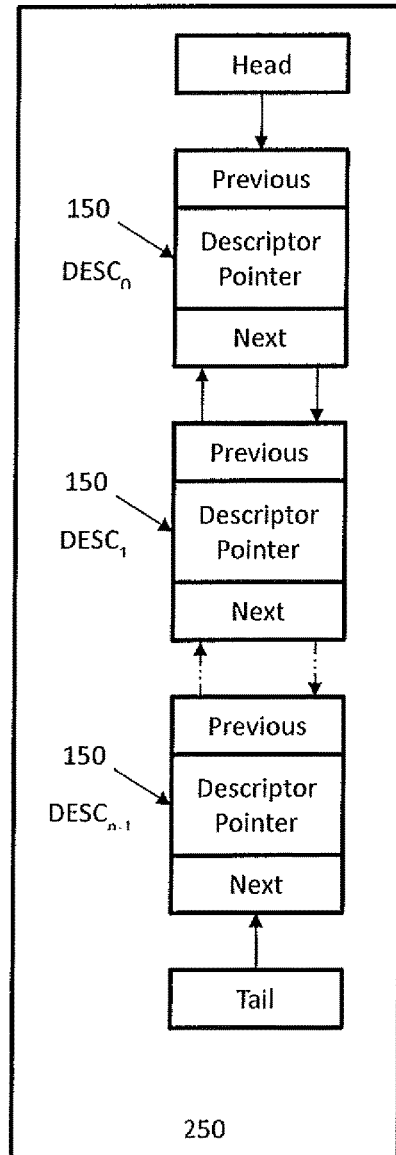 Head
Previous
150
Descriptor
Pointer
DESC₀
Next
Previous
150
Descriptor
Pointer
DESC₁
Next
Previous
150
Descriptor
Pointer
DESCₙ₋₁
Next
Tail
250